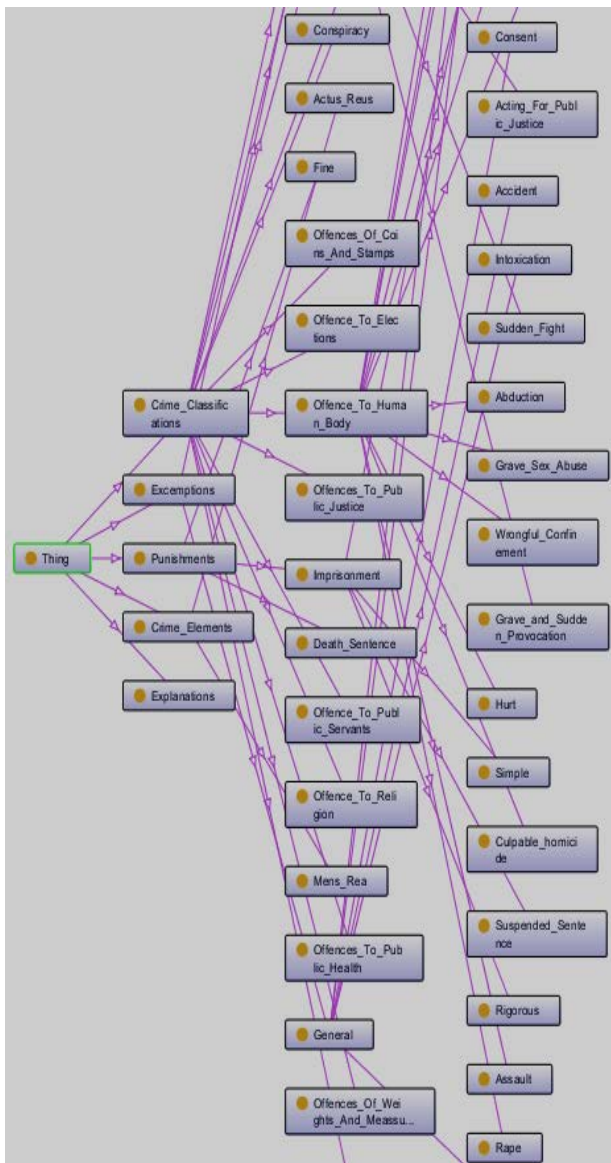 Thing
Crime_Classific
ations
Excemptions
Punishments
Crime_Elements
Explanations
Conspiracy
Actus_Reus
Fine
Offences_Of_Coi
ns_And_Stamps
Offence_To_Elec
tions
Offence_To_Huma
n_Body
Offences_To_Pub
lic_Justice
Imprisonment
Death_Sentence
Offence_To_Publ
ic_Servants
Offence_To_Reli
gion
Mens_Rea
Offences_To_Pub
lic_Health
General
Offences_Of_Wei
ghts_And_Meassu...
Consent
Acting_For_Publ
ic_Justice
Accident
Intoxication
Sudden_Fight
Abduction
Grave_Sex_Abuse
Wrongful_Confin
ement
Grave_and_Sudde
n_Provocation
Hurt
Simple
Culpable_homici
de
Suspended_Sente
nce
Rigorous
Assault
Rape